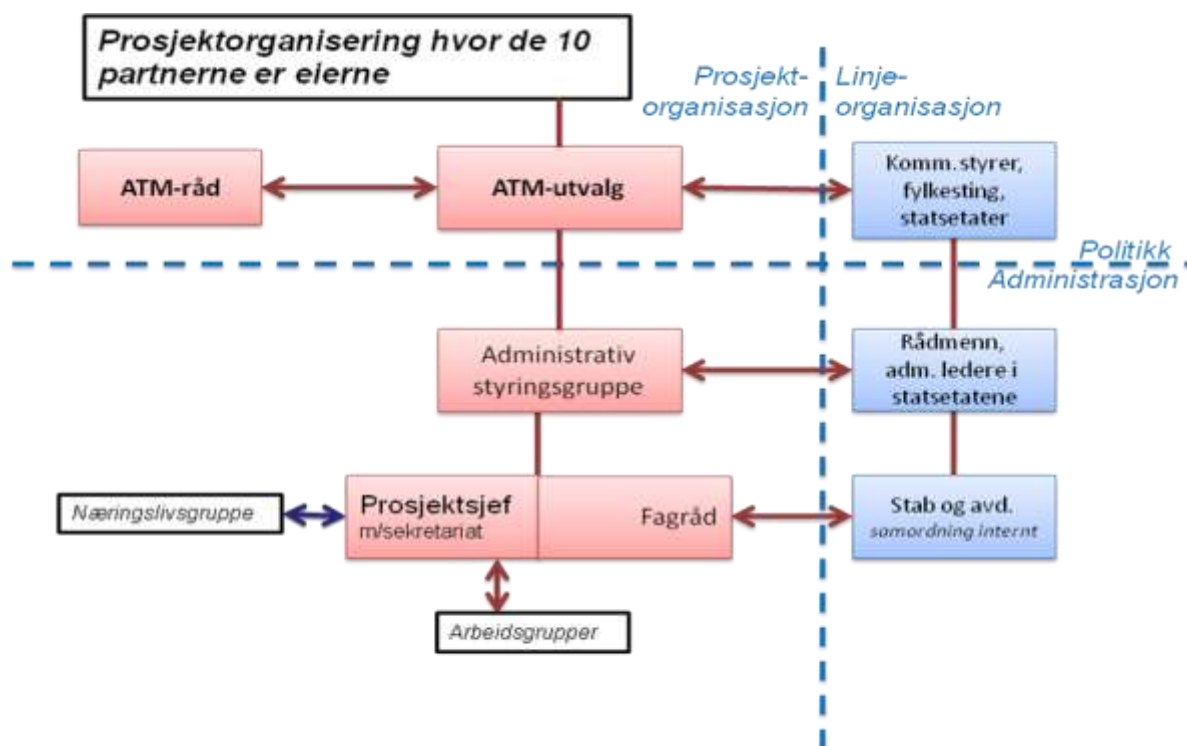 Prosjektorganisering hvor de 10
partnerne er eierne
Prosjekt-
organisasjon
Linje-
organisasjon
ATM-råd
ATM-utvalg
Komm. styrer,
fylkesting,
statsetater
Politikk
Administrasjon
Administrativ
styringsgruppe
Rådmenn,
adm. ledere i
statsetatene
Næringslivsgruppe
Prosjektsjef
m/sekretariat
Fagråd
Stab og avd.
samordning internt
Arbeidsgrupper